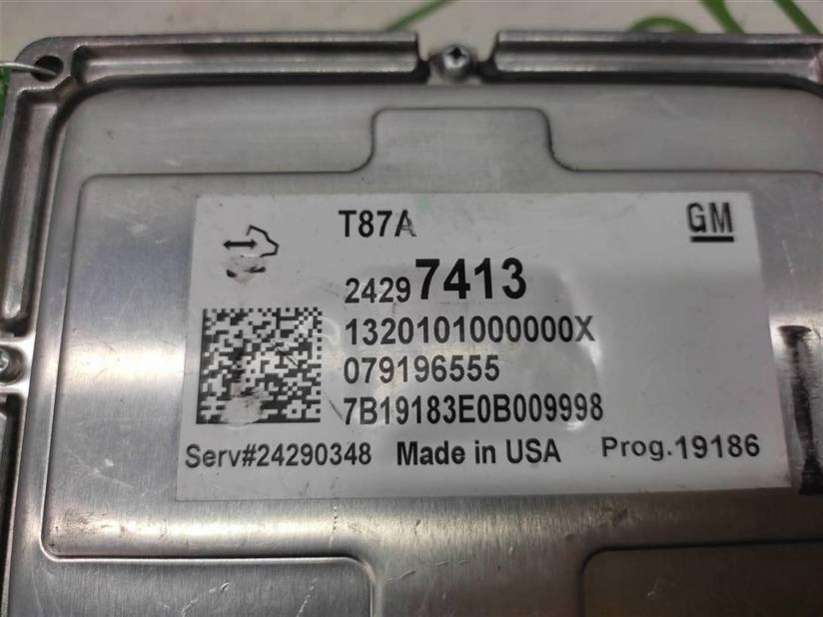 T87A
GM
24297413
1320101000000X
079196555
7B19183E0B009998
Serv#24290348 Made in USA Prog.19186